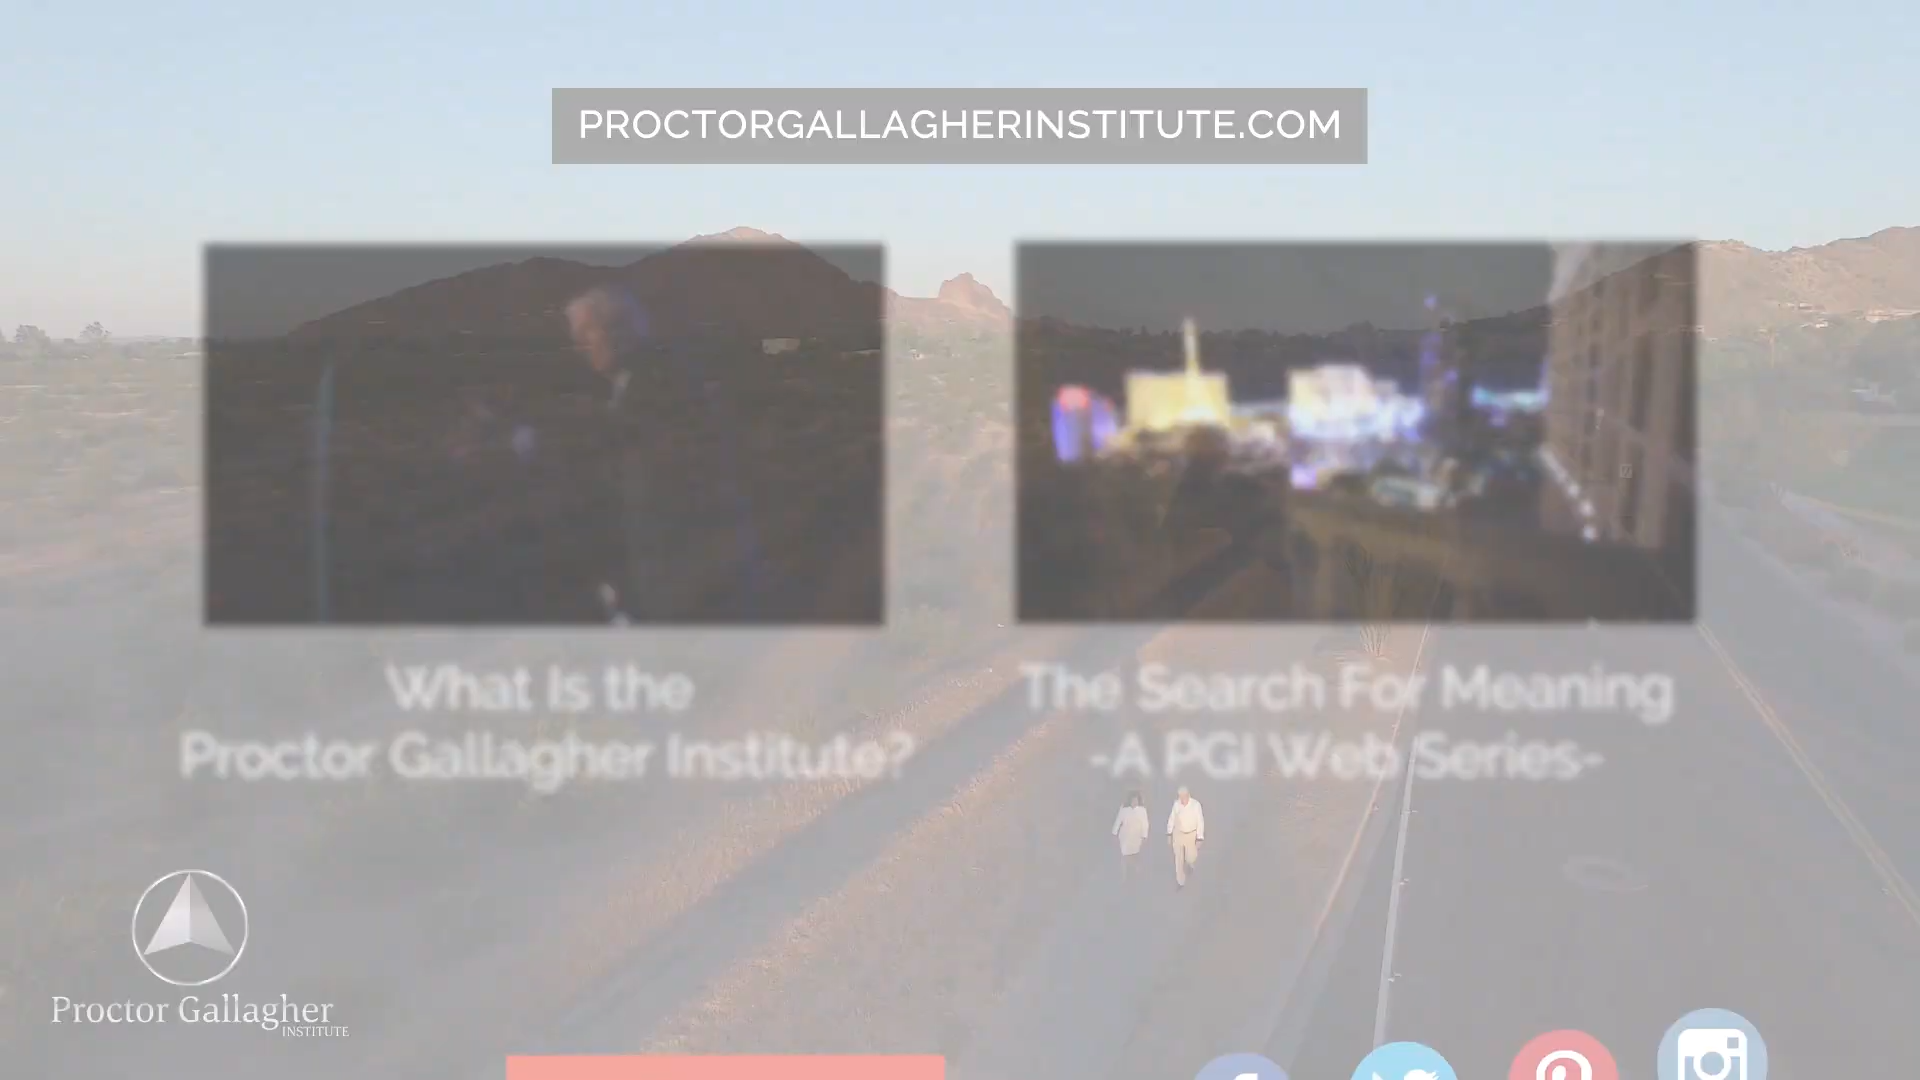 PROCTORGALLAGHERINSTITUTE.COM
What Is the
Proctor Gallagher Institute?
The Search For Meaning
-A PGI Web Series-
Proctor Gallagher
INSTITUTE